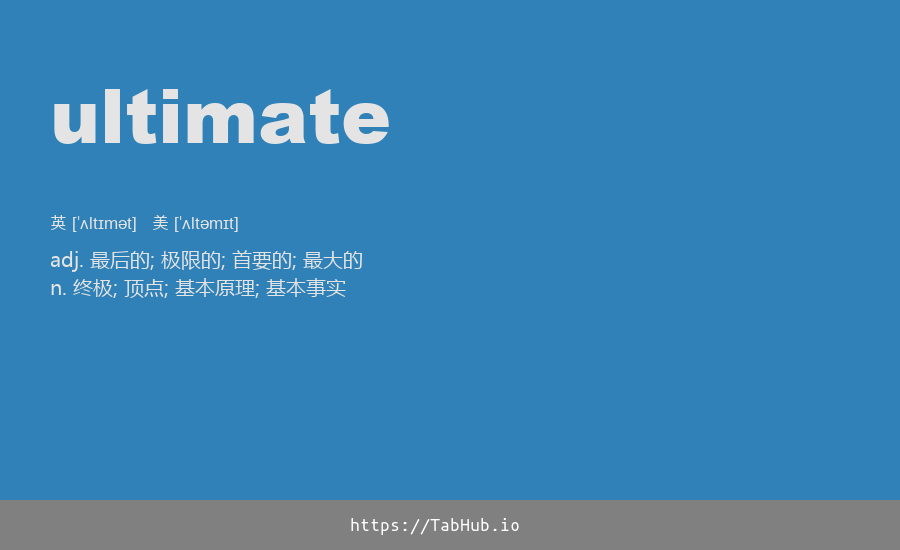 ultimate
英 [ˈʌltɪmət] 美 [ˈʌltəmɪt]
adj. 最后的; 极限的; 首要的; 最大的
n. 终极; 顶点; 基本原理; 基本事实
https://TabHub.io